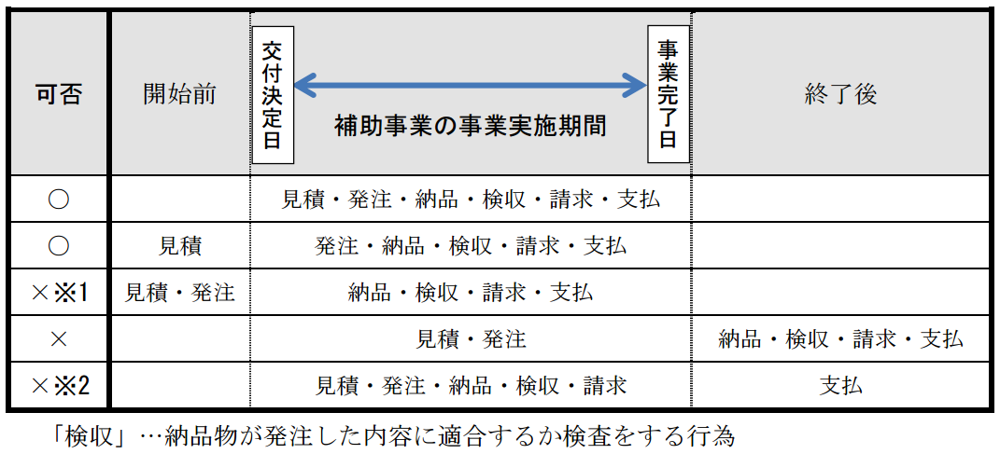 可否 開始前 交付決定日 補助事業の事業実施期間 事業完了日 終了後
○ 見積・発注・納品・検収・請求・支払
○ 見積 発注・納品・検収・請求・支払
×※1 見積・発注 納品・検収・請求・支払
× 見積・発注 納品・検収・請求・支払
×※2 見積・発注・納品・検収・請求 支払
「検収」…納品物が発注した内容に適合するか検査をする行為